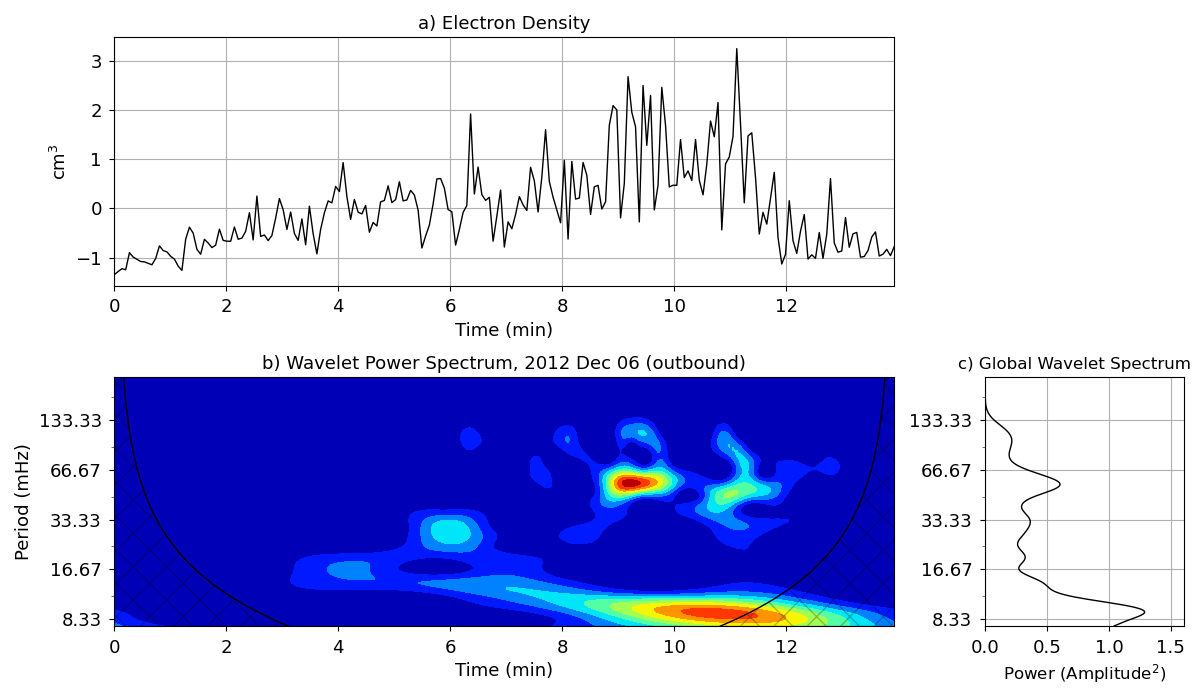 a) Electron Density
3
2
1
0
−1
cm³
0 2 4 6 8 10 12
Time (min)
b) Wavelet Power Spectrum, 2012 Dec 06 (outbound)
133.33
66.67
33.33
16.67
8.33
Period (mHz)
0 2 4 6 8 10 12
Time (min)
c) Global Wavelet Spectrum
133.33
66.67
33.33
16.67
8.33
0.0 0.5 1.0 1.5
Power (Amplitude²)